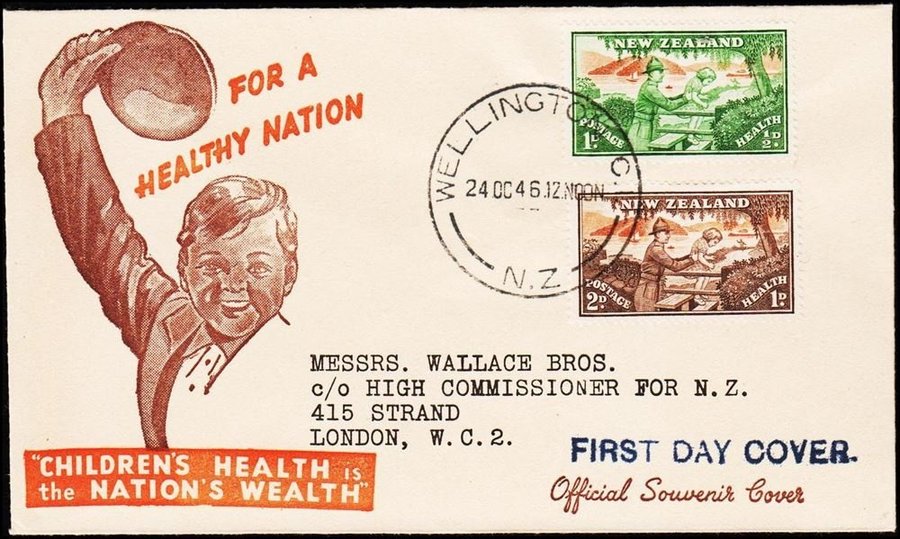 FOR A
HEALTHY NATION
NEW ZEALAND
POSTAGE
1D.
HEALTH
½D.
WELLINGTON C.
24 OC 46.12.NOON
N.Z
NEW ZEALAND
POSTAGE
2D.
HEALTH
1D
MESSRS. WALLACE BROS.
c/o HIGH COMMISSIONER FOR N.Z.
415 STRAND
LONDON, W.C.2.
"CHILDREN'S HEALTH is
the NATION'S WEALTH"
FIRST DAY COVER.
Official Souvenir Cover